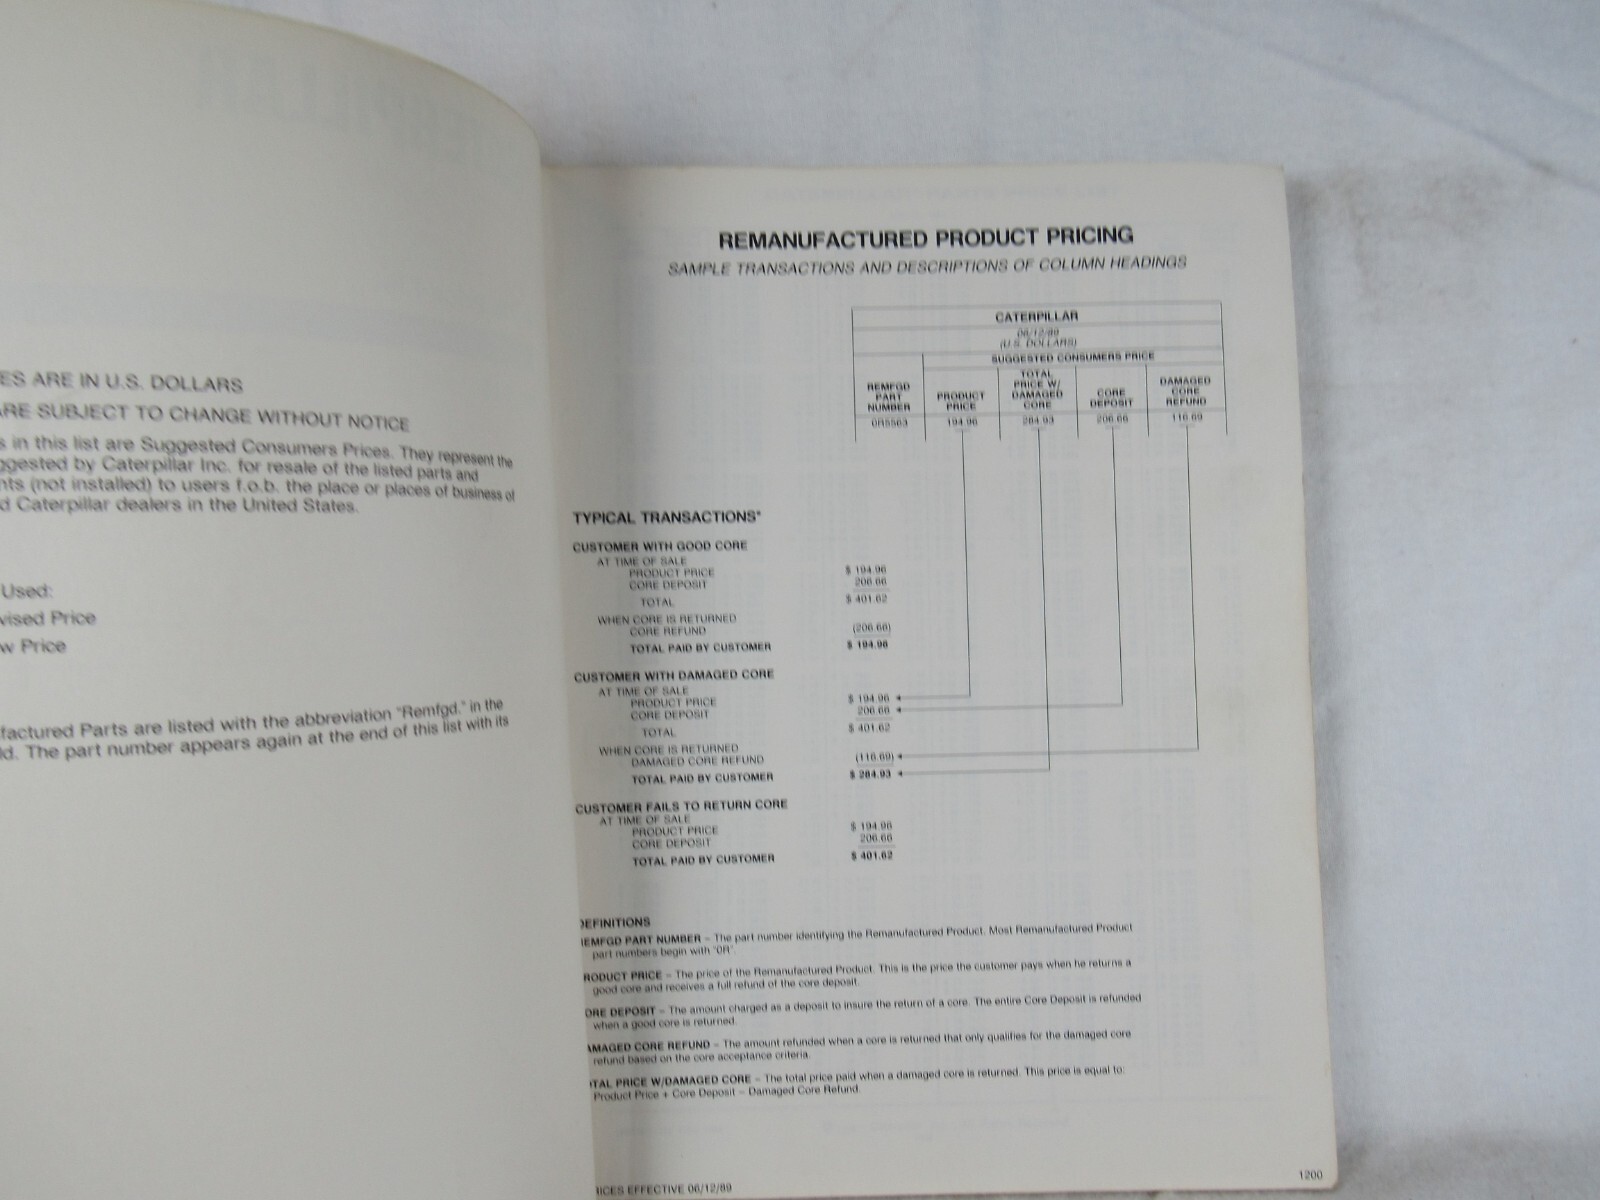 ES ARE IN U.S. DOLLARS
ARE SUBJECT TO CHANGE WITHOUT NOTICE
s in this list are Suggested Consumers Prices. They represent the
ggested by Caterpillar Inc. for resale of the listed parts and
nts (not installed) to users f.o.b. the place or places of business of
d Caterpillar dealers in the United States.
Used:
vised Price
w Price
factured Parts are listed with the abbreviation "Remfgd." in the
ld. The part number appears again at the end of this list with its
REMANUFACTURED PRODUCT PRICING
SAMPLE TRANSACTIONS AND DESCRIPTIONS OF COLUMN HEADINGS
CATERPILLAR
06/12/89
(U.S. DOLLARS)
SUGGESTED CONSUMERS PRICE
REMFGD PART NUMBER
PRODUCT PRICE
TOTAL PRICE W/ DAMAGED CORE
CORE DEPOSIT
DAMAGED CORE REFUND
0R5563 194.96 284.93 206.66 116.69
TYPICAL TRANSACTIONS*
CUSTOMER WITH GOOD CORE
AT TIME OF SALE
PRODUCT PRICE $ 194.96
CORE DEPOSIT 206.66
TOTAL $ 401.62
WHEN CORE IS RETURNED
CORE REFUND (206.66)
TOTAL PAID BY CUSTOMER $ 194.96
CUSTOMER WITH DAMAGED CORE
AT TIME OF SALE
PRODUCT PRICE $ 194.96
CORE DEPOSIT 206.66
TOTAL $ 401.62
WHEN CORE IS RETURNED
DAMAGED CORE REFUND (116.69)
TOTAL PAID BY CUSTOMER $ 284.93
CUSTOMER FAILS TO RETURN CORE
AT TIME OF SALE
PRODUCT PRICE $ 194.96
CORE DEPOSIT 206.66
TOTAL PAID BY CUSTOMER $ 401.62
DEFINITIONS
REMFGD PART NUMBER – The part number identifying the Remanufactured Product. Most Remanufactured Product
part numbers begin with "0R".
RODUCT PRICE – The price of the Remanufactured Product. This is the price the customer pays when he returns a
good core and receives a full refund of the core deposit.
ORE DEPOSIT – The amount charged as a deposit to insure the return of a core. The entire Core Deposit is refunded
when a good core is returned.
AMAGED CORE REFUND – The amount refunded when a core is returned that only qualifies for the damaged core
refund based on the core acceptance criteria.
OTAL PRICE W/DAMAGED CORE – The total price paid when a damaged core is returned. This price is equal to:
Product Price + Core Deposit – Damaged Core Refund.
RICES EFFECTIVE 06/12/89
1200